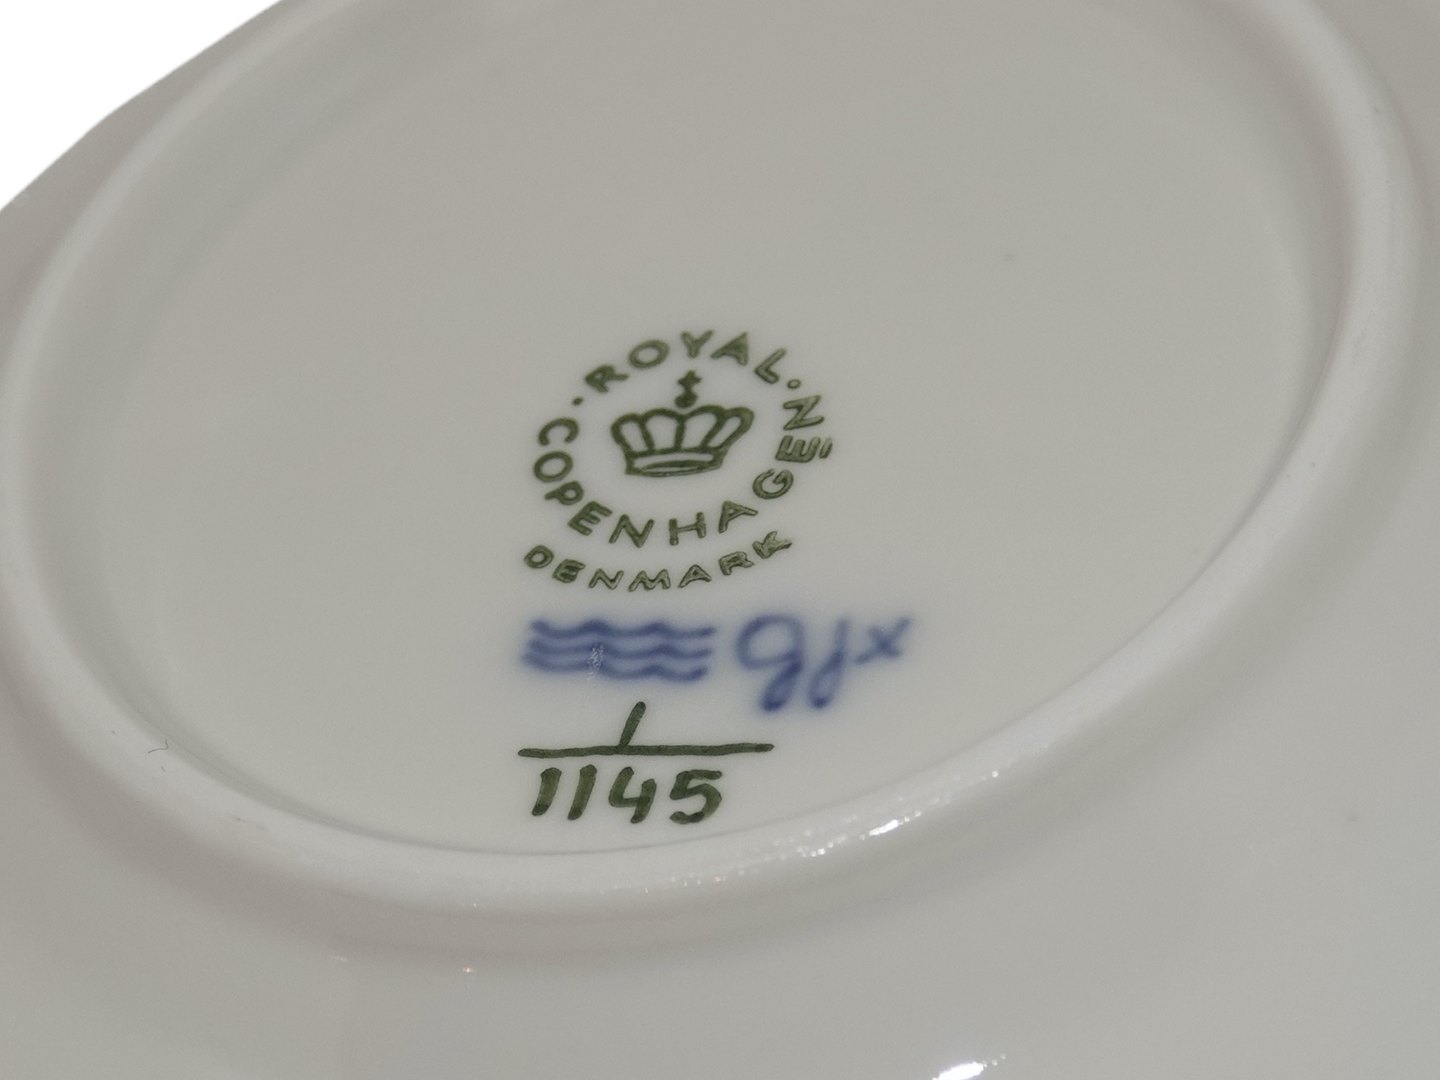 ROYAL
COPENHAGEN
DENMARK
1
1145